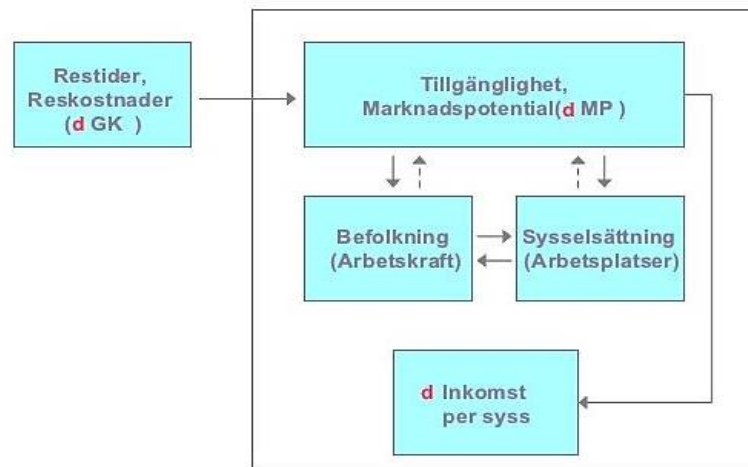 Restider,
Reskostnader
(d GK )
Tillgänglighet,
Marknadspotential(d MP )
Befolkning
(Arbetskraft)
Sysselsättning
(Arbetsplatser)
d Inkomst
per syss